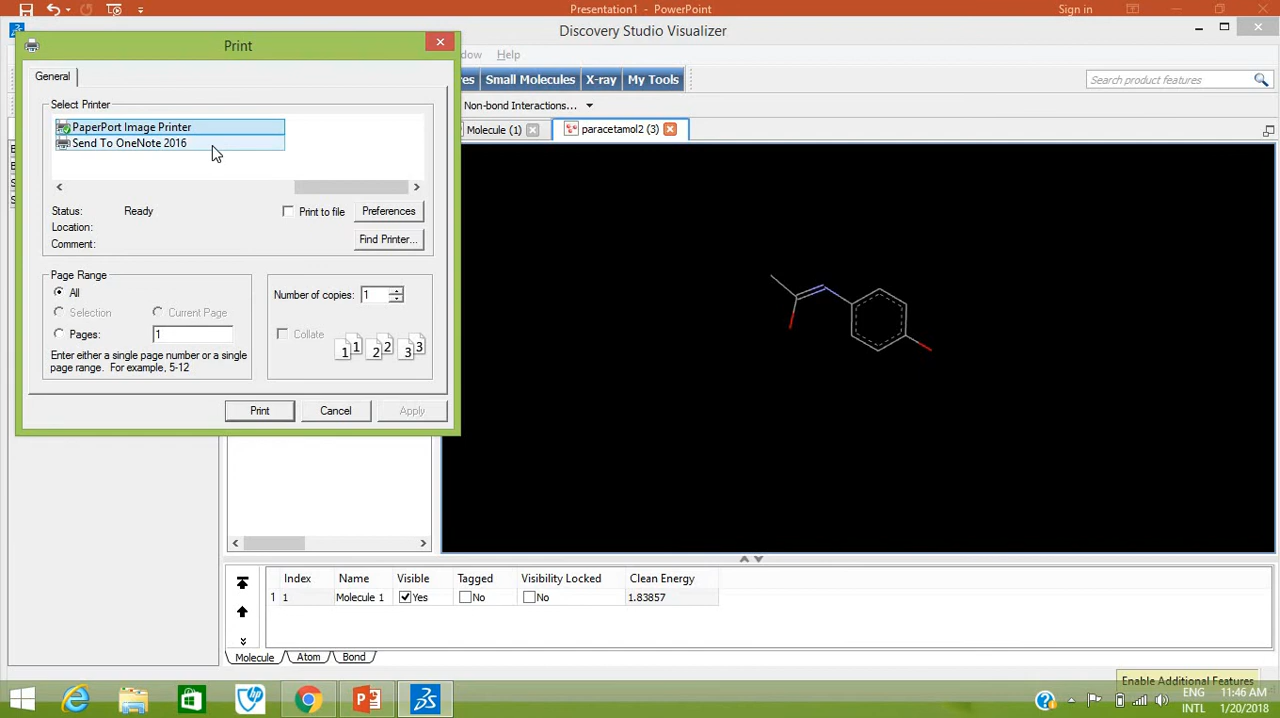 Presentation1 - PowerPoint
Sign in
Discovery Studio Visualizer
Print
dow
Help
General
res
Small Molecules
X-ray
My Tools
Search product features
Select Printer
Non-bond Interactions...
PaperPort Image Printer
Molecule (1)
paracetamol2 (3)
Send To OneNote 2016
Status:
Ready
Print to file
Preferences
Location:
Comment:
Find Printer...
Page Range
All
Number of copies:
1
Selection
Current Page
Pages:
1
Collate
1 1
2 2
3 3
Enter either a single page number or a single
page range. For example, 5-12
Print
Cancel
Apply
Index
Name
Visible
Tagged
Visibility Locked
Clean Energy
1
1
Molecule 1
Yes
No
No
1.83857
Molecule
Atom
Bond
Enable Additional Features
ENG
11:46 AM
INTL
1/20/2018